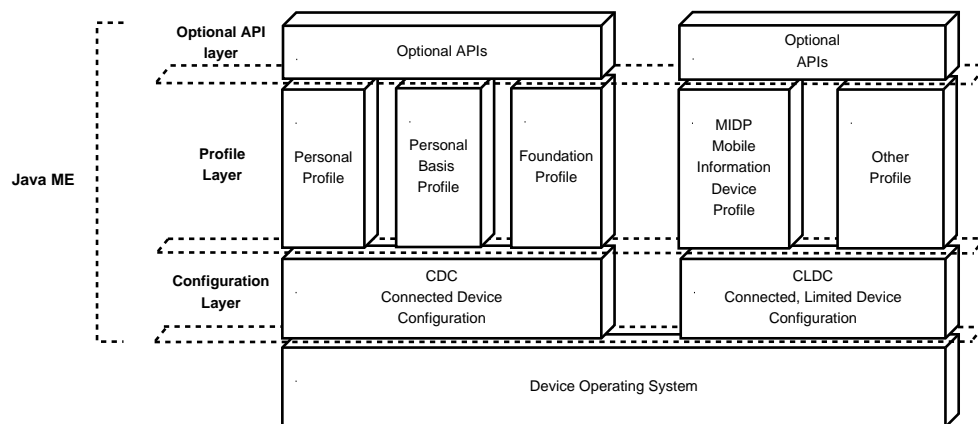 Optional API
layer
Optional APIs
Optional
APIs
Java ME
Profile
Layer
Personal
Profile
Personal
Basis
Profile
Foundation
Profile
MIDP
Mobile
Information
Device
Profile
Other
Profile
Configuration
Layer
CDC
Connected Device
Configuration
CLDC
Connected, Limited Device
Configuration
Device Operating System